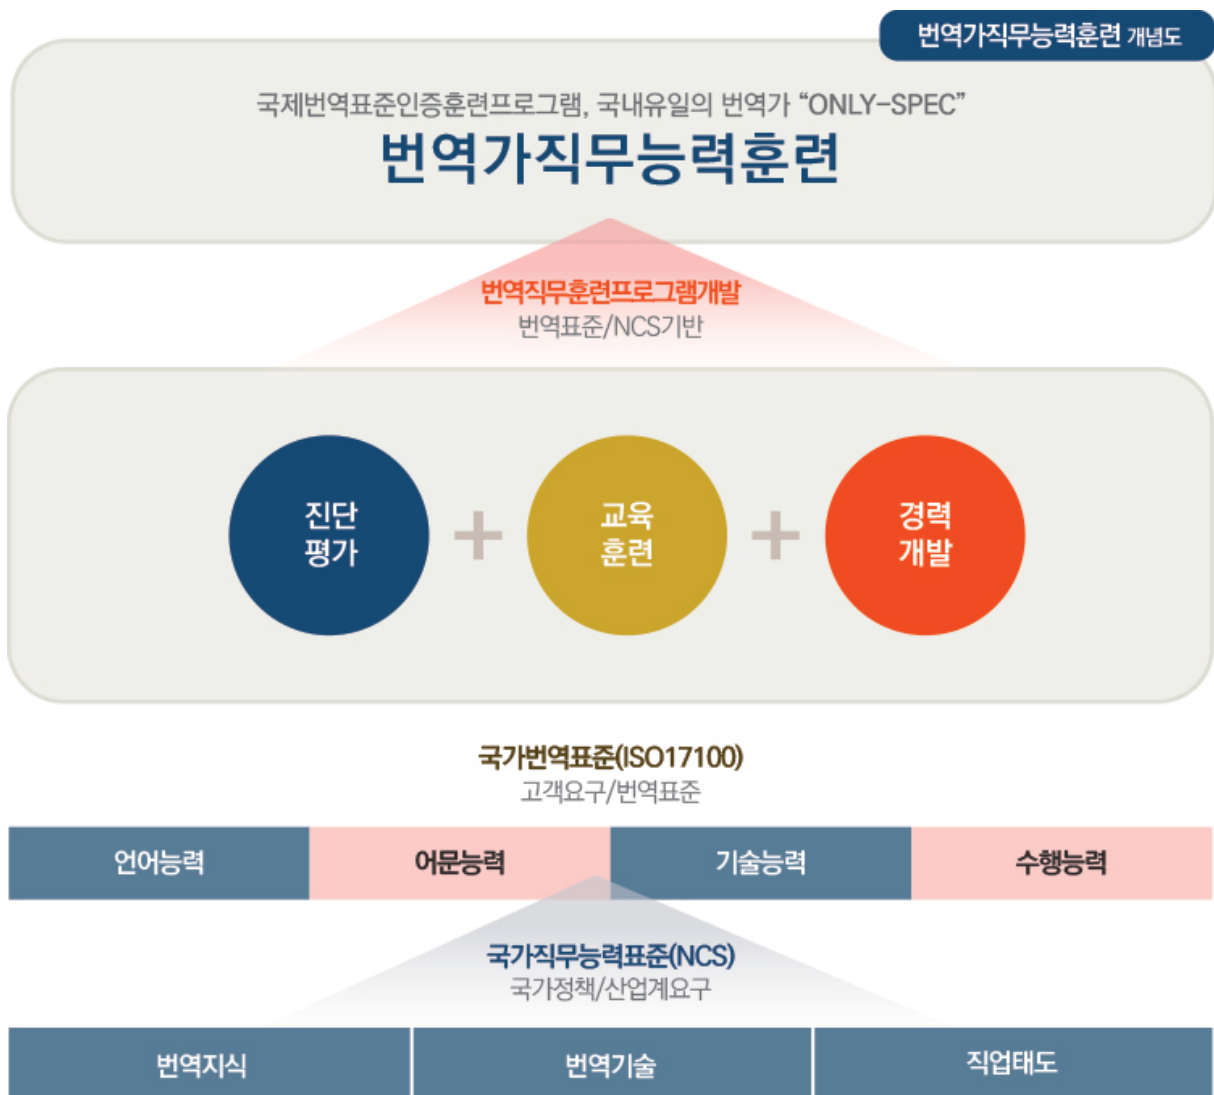 번역가직무능력훈련 개념도
국제번역표준인증훈련프로그램, 국내유일의 번역가 “ONLY-SPEC”
번역가직무능력훈련
번역직무훈련프로그램개발
번역표준/NCS기반
진단
평가
+
교육
훈련
+
경력
개발
국가번역표준(ISO17100)
고객요구/번역표준
언어능력 어문능력 기술능력 수행능력
국가직무능력표준(NCS)
국가정책/산업계요구
번역지식 번역기술 직업태도